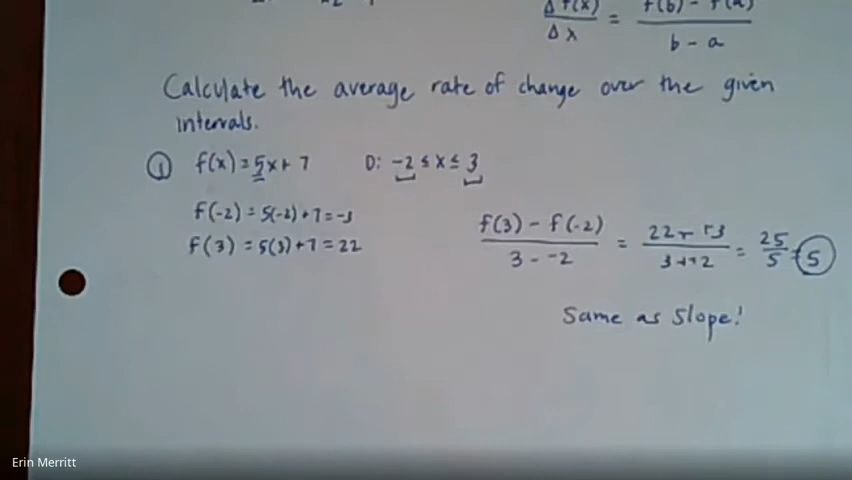 Δ f(x) / Δ x = f(b) - f(a) / b - a
Calculate the average rate of change over the given
intervals.
① f(x) = 5x + 7 D: -2 ≤ x ≤ 3
f(-2) = 5(-2) + 7 = -3
f(3) = 5(3) + 7 = 22
f(3) - f(-2) / 3 - -2 = 22 + +3 / 3 + +2 = 25 / 5 = 5
Same as slope!
Erin Merritt